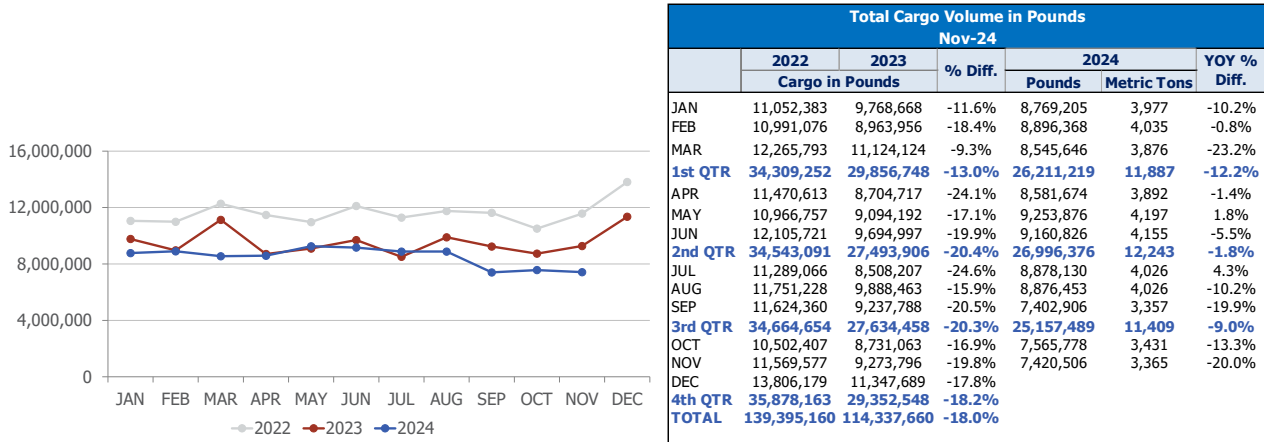 16,000,000
12,000,000
8,000,000
4,000,000
0
JAN FEB MAR APR MAY JUN JUL AUG SEP OCT NOV DEC
2022 2023 2024
Total Cargo Volume in Pounds
Nov-24
2022 2023 % Diff. 2024 YOY % Diff.
Cargo in Pounds Pounds Metric Tons
JAN 11,052,383 9,768,668 -11.6% 8,769,205 3,977 -10.2%
FEB 10,991,076 8,963,956 -18.4% 8,896,368 4,035 -0.8%
MAR 12,265,793 11,124,124 -9.3% 8,545,646 3,876 -23.2%
1st QTR 34,309,252 29,856,748 -13.0% 26,211,219 11,887 -12.2%
APR 11,470,613 8,704,717 -24.1% 8,581,674 3,892 -1.4%
MAY 10,966,757 9,094,192 -17.1% 9,253,876 4,197 1.8%
JUN 12,105,721 9,694,997 -19.9% 9,160,826 4,155 -5.5%
2nd QTR 34,543,091 27,493,906 -20.4% 26,996,376 12,243 -1.8%
JUL 11,289,066 8,508,207 -24.6% 8,878,130 4,026 4.3%
AUG 11,751,228 9,888,463 -15.9% 8,876,453 4,026 -10.2%
SEP 11,624,360 9,237,788 -20.5% 7,402,906 3,357 -19.9%
3rd QTR 34,664,654 27,634,458 -20.3% 25,157,489 11,409 -9.0%
OCT 10,502,407 8,731,063 -16.9% 7,565,778 3,431 -13.3%
NOV 11,569,577 9,273,796 -19.8% 7,420,506 3,365 -20.0%
DEC 13,806,179 11,347,689 -17.8%
4th QTR 35,878,163 29,352,548 -18.2%
TOTAL 139,395,160 114,337,660 -18.0%